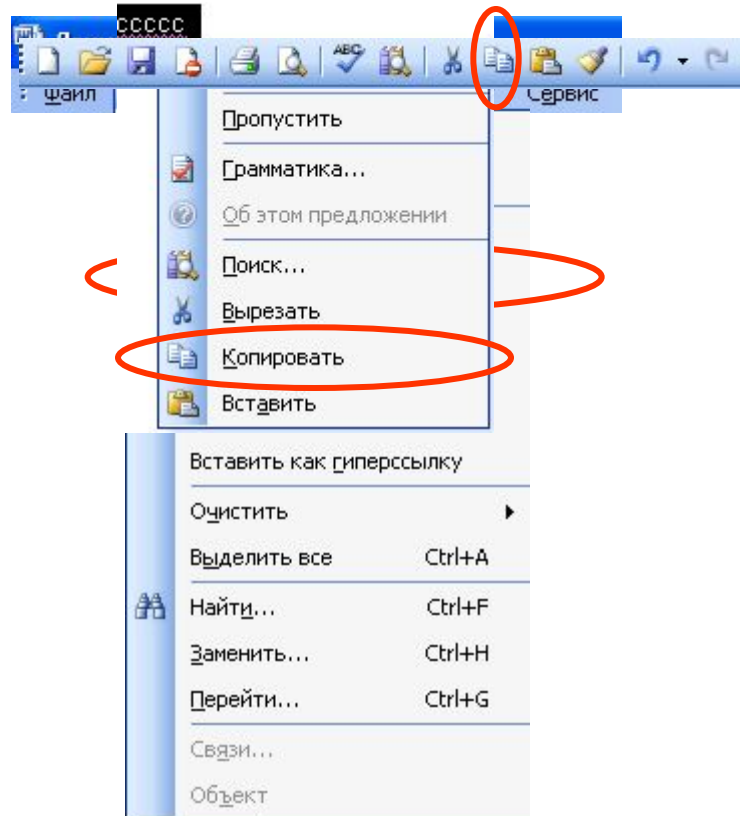 ссссс
ABC
Файл
Сервис
Пропустить
Грамматика...
Об этом предложении
Поиск...
Вырезать
Копировать
Вставить
Вставить как гиперссылку
Очистить
Выделить все Ctrl+A
Найти... Ctrl+F
Заменить... Ctrl+H
Перейти... Ctrl+G
Связи...
Объект